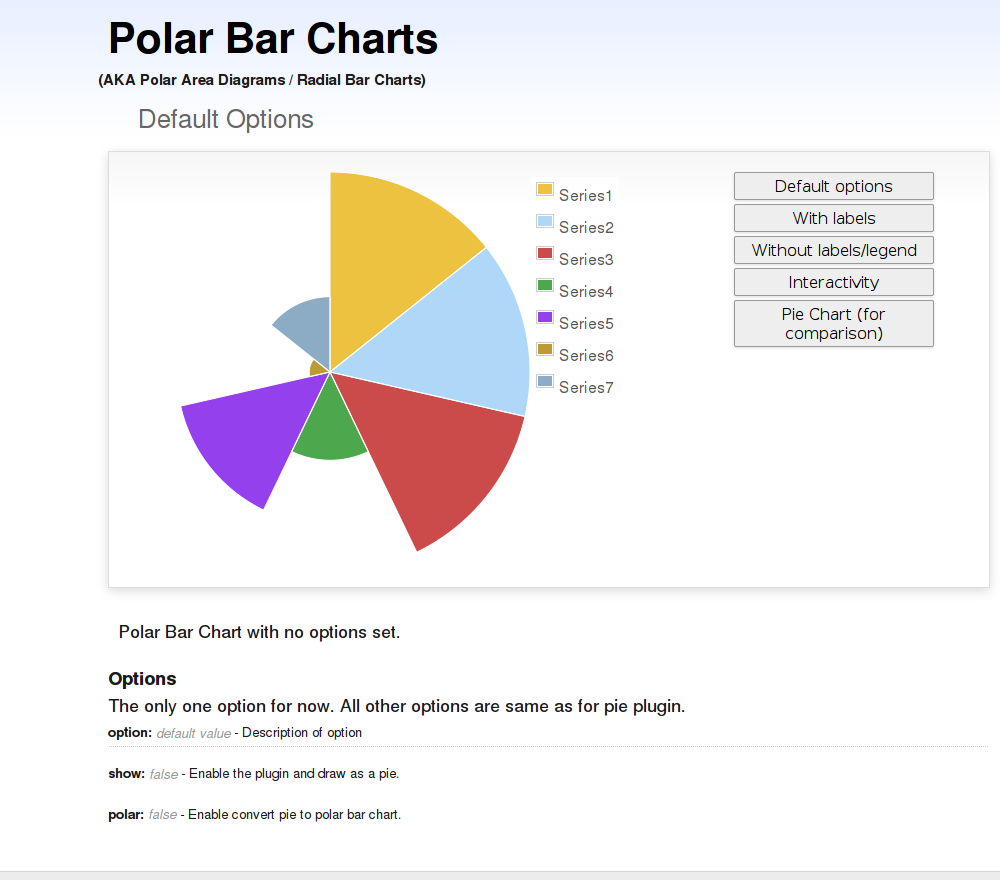 Polar Bar Charts
(AKA Polar Area Diagrams / Radial Bar Charts)
Default Options
Series1
Series2
Series3
Series4
Series5
Series6
Series7
Default options
With labels
Without labels/legend
Interactivity
Pie Chart (for
comparison)
Polar Bar Chart with no options set.
Options
The only one option for now. All other options are same as for pie plugin.
option: default value - Description of option
show: false - Enable the plugin and draw as a pie.
polar: false - Enable convert pie to polar bar chart.